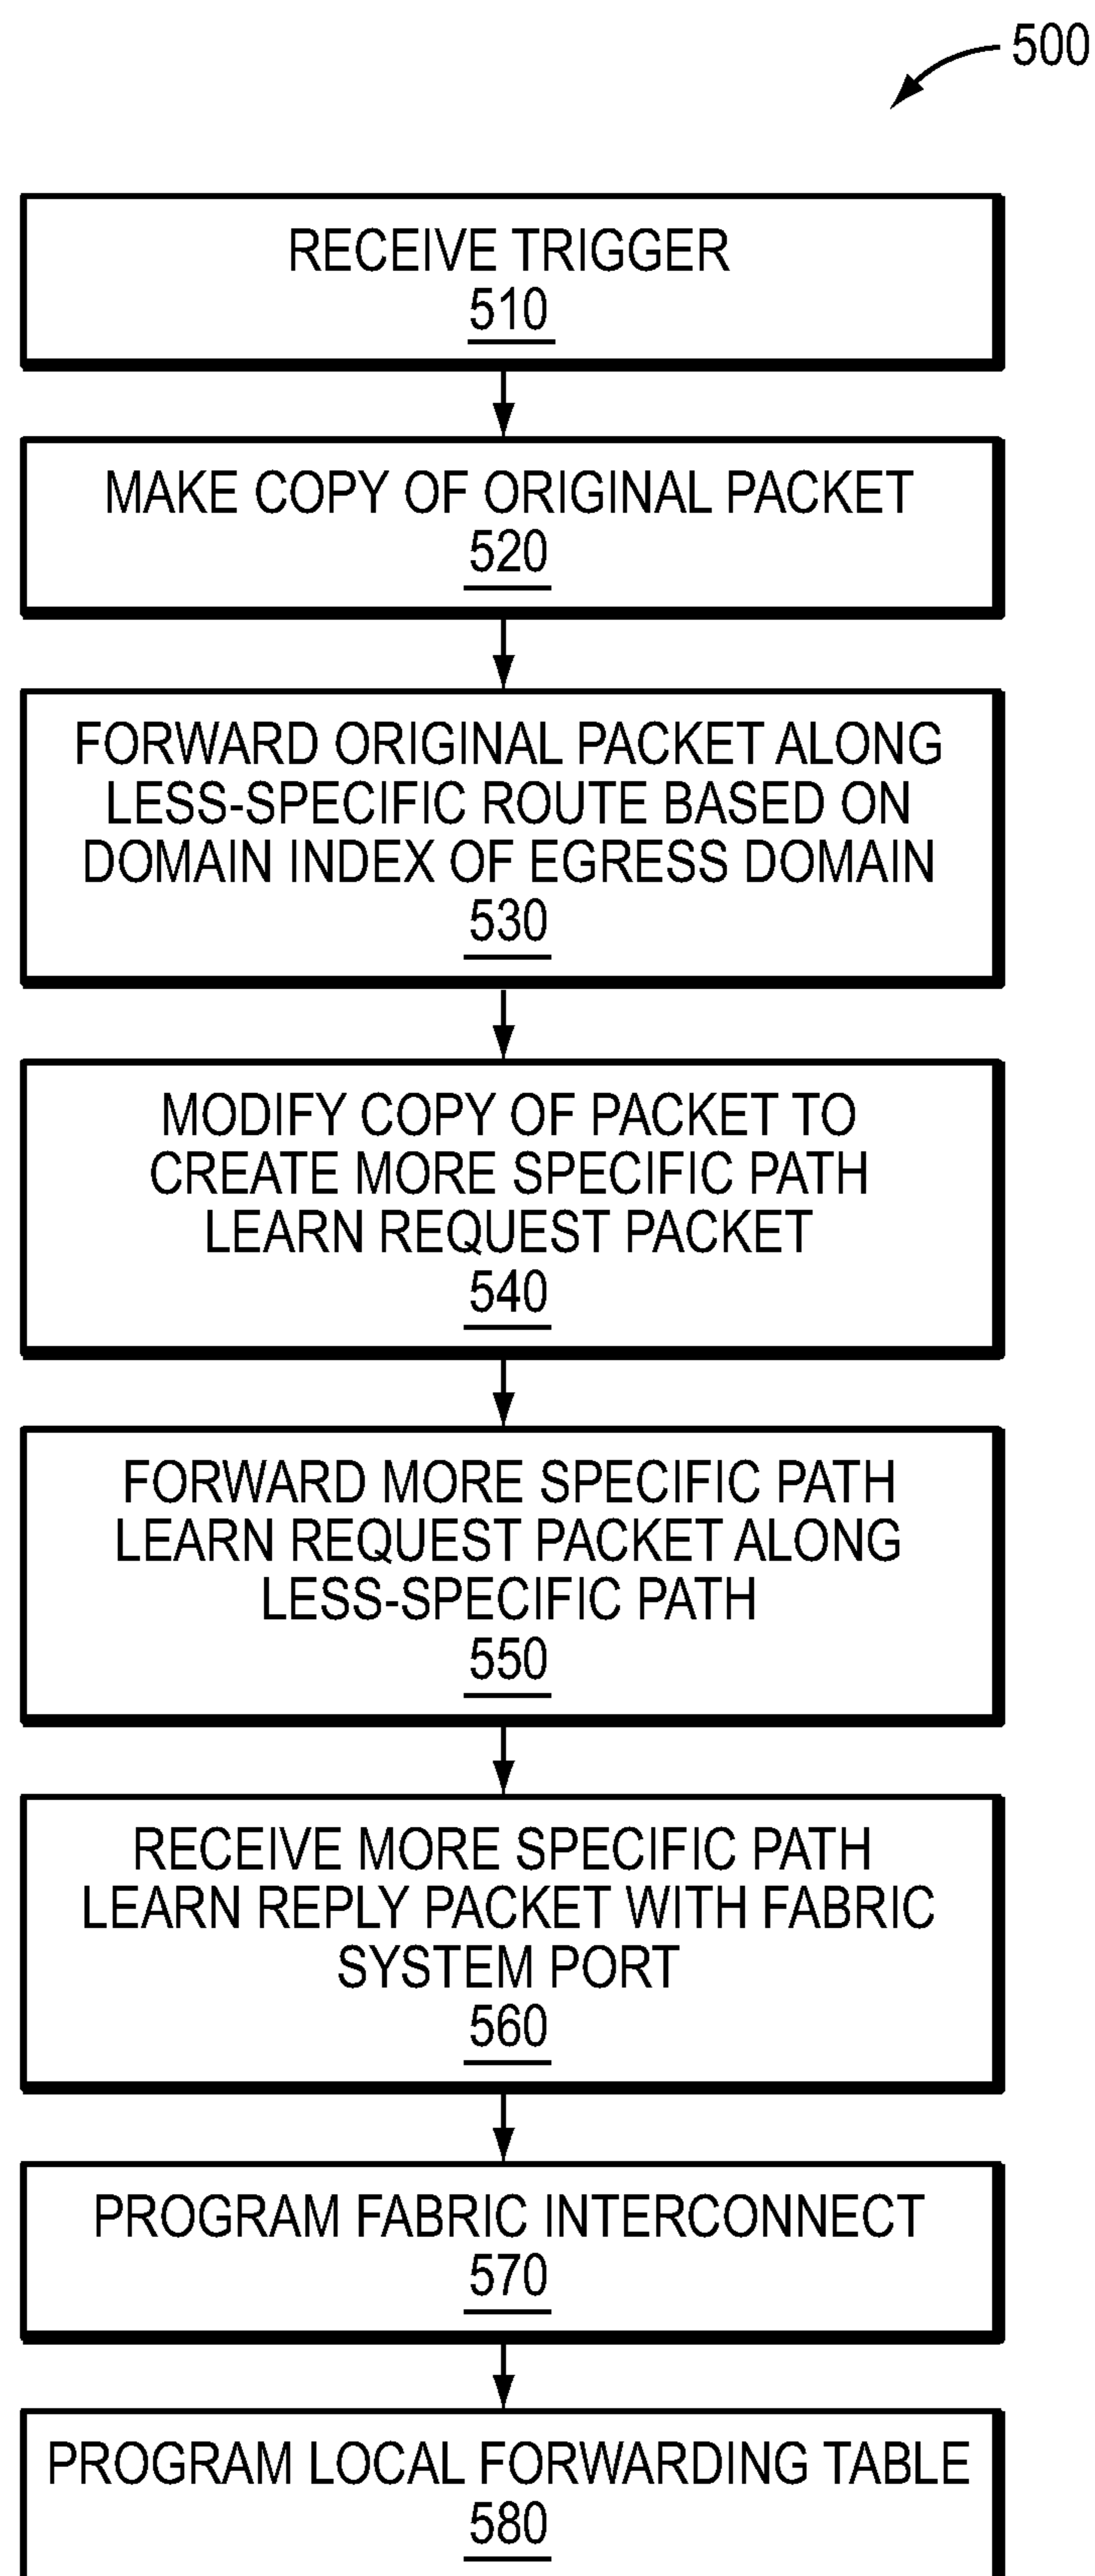 500
RECEIVE TRIGGER
510
MAKE COPY OF ORIGINAL PACKET
520
FORWARD ORIGINAL PACKET ALONG
LESS-SPECIFIC ROUTE BASED ON
DOMAIN INDEX OF EGRESS DOMAIN
530
MODIFY COPY OF PACKET TO
CREATE MORE SPECIFIC PATH
LEARN REQUEST PACKET
540
FORWARD MORE SPECIFIC PATH
LEARN REQUEST PACKET ALONG
LESS-SPECIFIC PATH
550
RECEIVE MORE SPECIFIC PATH
LEARN REPLY PACKET WITH FABRIC
SYSTEM PORT
560
PROGRAM FABRIC INTERCONNECT
570
PROGRAM LOCAL FORWARDING TABLE
580